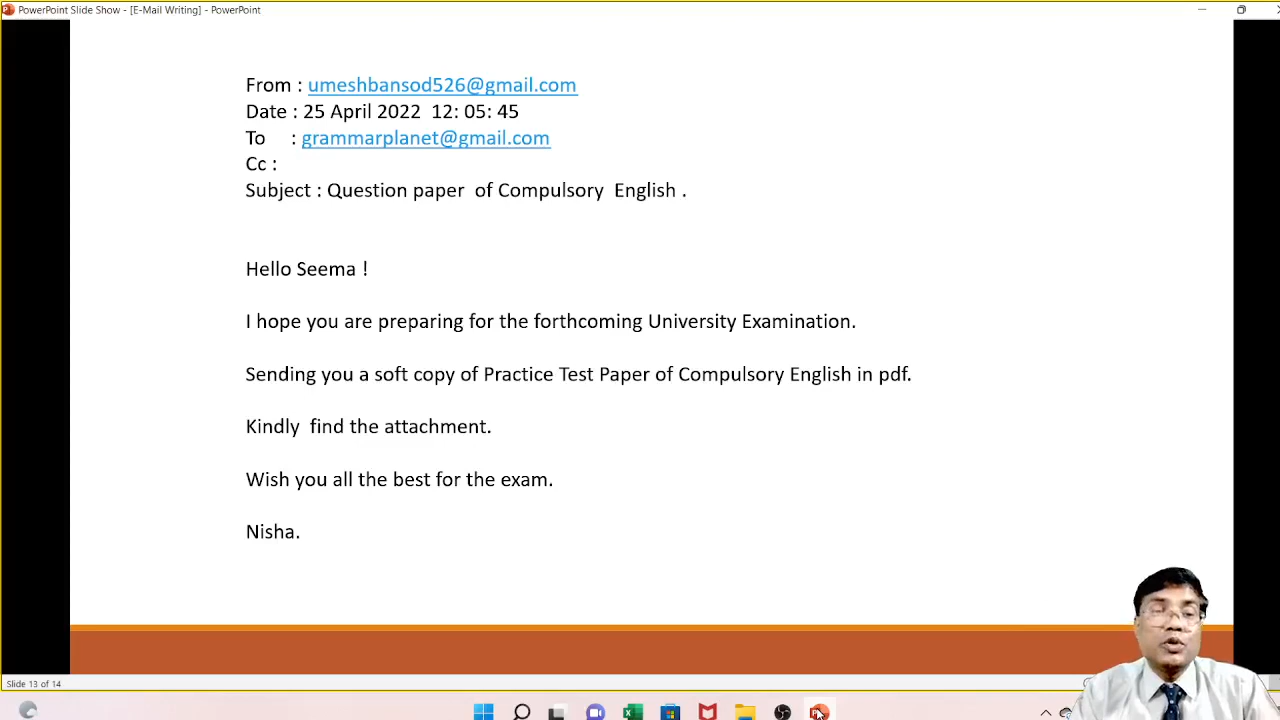 PowerPoint Slide Show - [E-Mail Writing] - PowerPoint
From : umeshbansod526@gmail.com
Date : 25 April 2022  12: 05: 45
To : grammarplanet@gmail.com
Cc :
Subject : Question paper  of Compulsory  English .
Hello Seema !
I hope you are preparing for the forthcoming University Examination.
Sending you a soft copy of Practice Test Paper of Compulsory English in pdf.
Kindly  find the attachment.
Wish you all the best for the exam.
Nisha.
Slide 13 of 14